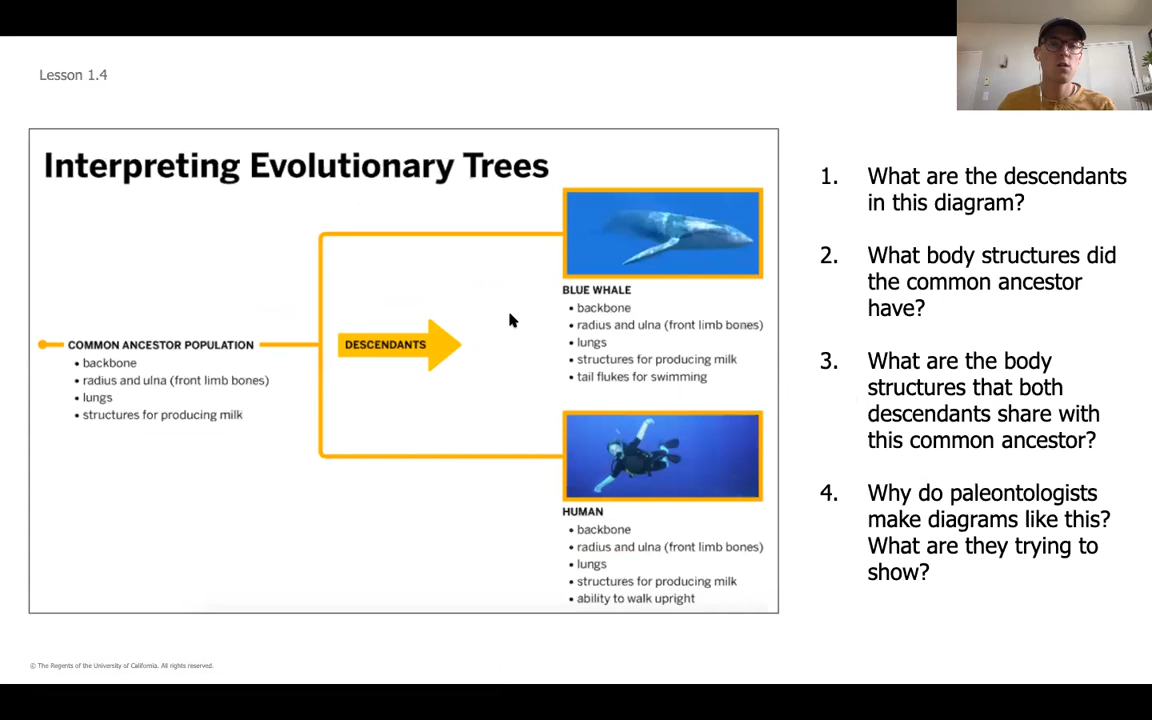 Lesson 1.4
Interpreting Evolutionary Trees
COMMON ANCESTOR POPULATION
• backbone
• radius and ulna (front limb bones)
• lungs
• structures for producing milk
DESCENDANTS
BLUE WHALE
• backbone
• radius and ulna (front limb bones)
• lungs
• structures for producing milk
• tail flukes for swimming
HUMAN
• backbone
• radius and ulna (front limb bones)
• lungs
• structures for producing milk
• ability to walk upright
1. What are the descendants
in this diagram?
2. What body structures did
the common ancestor
have?
3. What are the body
structures that both
descendants share with
this common ancestor?
4. Why do paleontologists
make diagrams like this?
What are they trying to
show?
© The Regents of the University of California. All rights reserved.